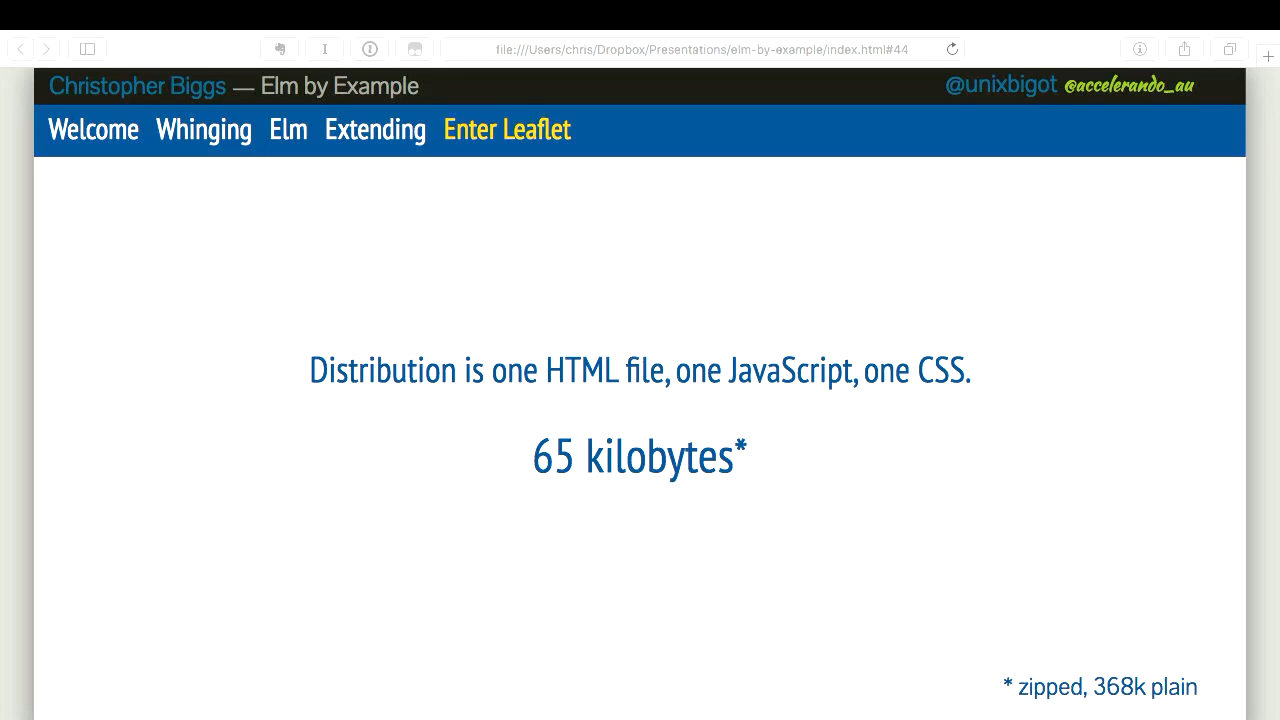 file:///Users/chris/Dropbox/Presentations/elm-by-example/index.html#44
Christopher Biggs — Elm by Example
@unixbigot @accelerando_au
Welcome Whinging Elm Extending Enter Leaflet
Distribution is one HTML file, one JavaScript, one CSS.
65 kilobytes*
* zipped, 368k plain